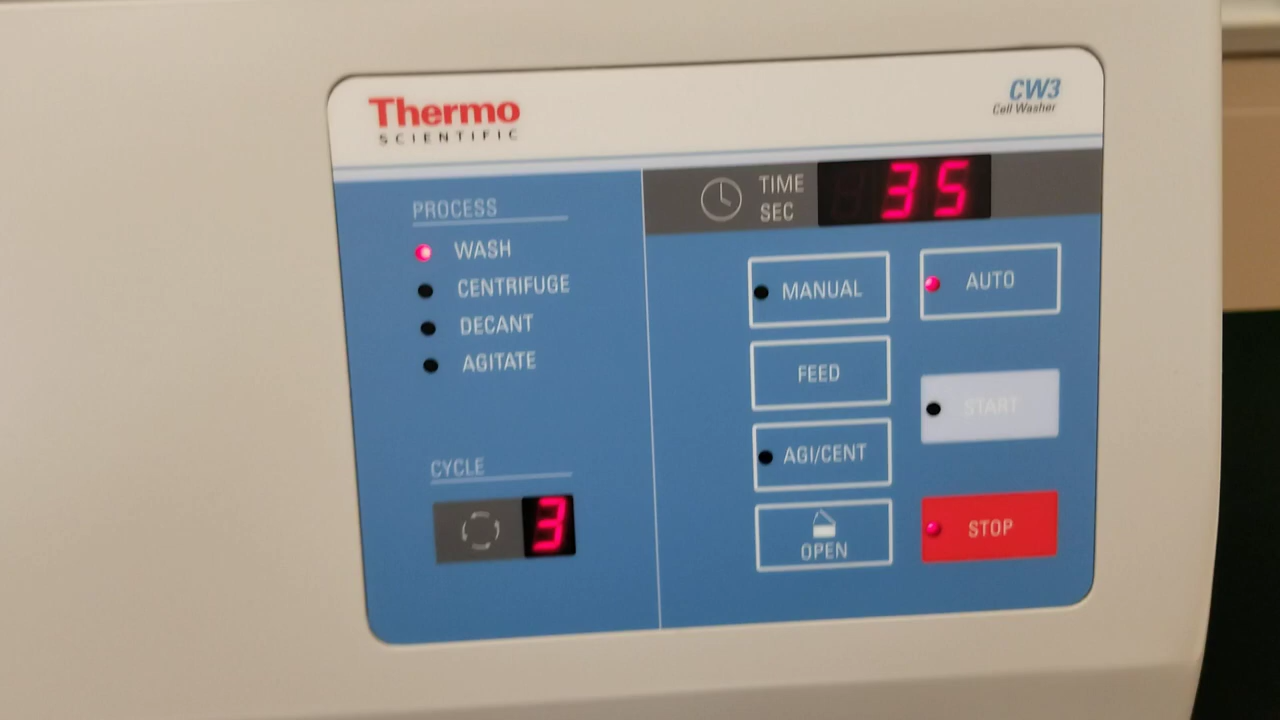 Thermo
SCIENTIFIC
CW3
Cell Washer
PROCESS
WASH
CENTRIFUGE
DECANT
AGITATE
CYCLE
3
TIME
SEC
35
MANUAL
AUTO
FEED
START
AGI/CENT
OPEN
STOP